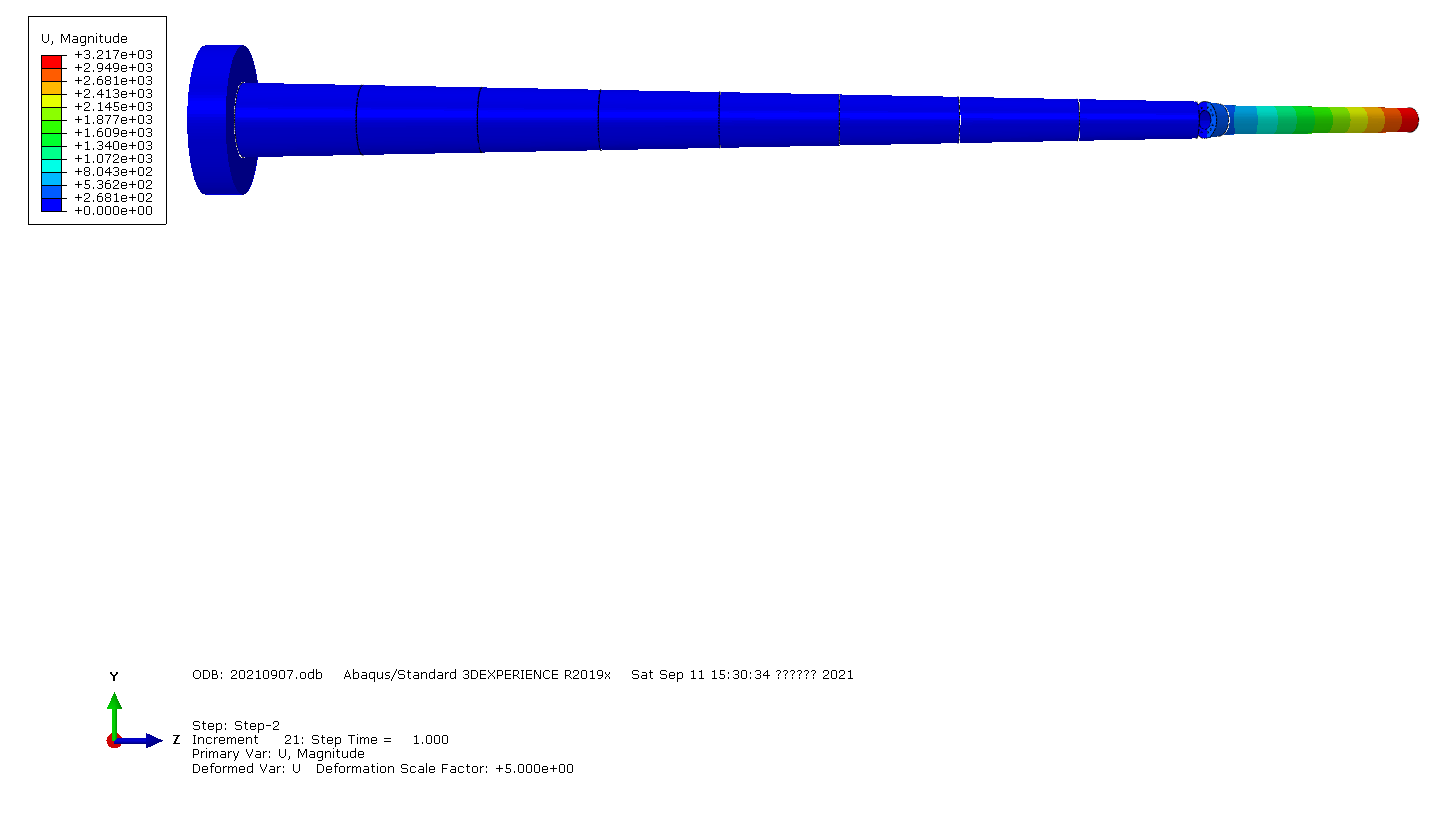 U, Magnitude
+3.217e+03
+2.949e+03
+2.681e+03
+2.413e+03
+2.145e+03
+1.877e+03
+1.609e+03
+1.340e+03
+1.072e+03
+8.043e+02
+5.362e+02
+2.681e+02
+0.000e+00
Y
Z
ODB: 20210907.odb    Abaqus/Standard 3DEXPERIENCE R2019x    Sat Sep 11 15:30:34 ?????? 2021
Step: Step-2
Increment    21: Step Time =    1.000
Primary Var: U, Magnitude
Deformed Var: U   Deformation Scale Factor: +5.000e+00